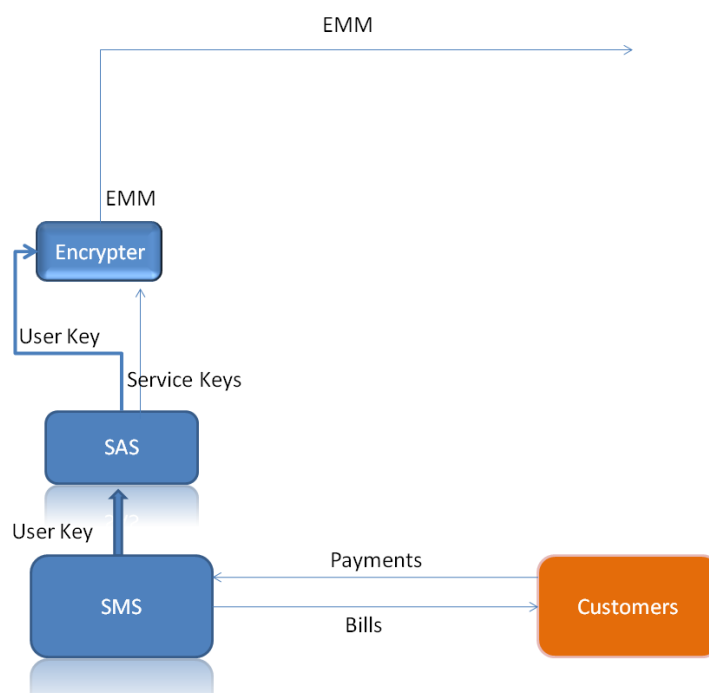 EMM
EMM
Encrypter
User Key
Service Keys
SAS
User Key
Payments
SMS
Customers
Bills